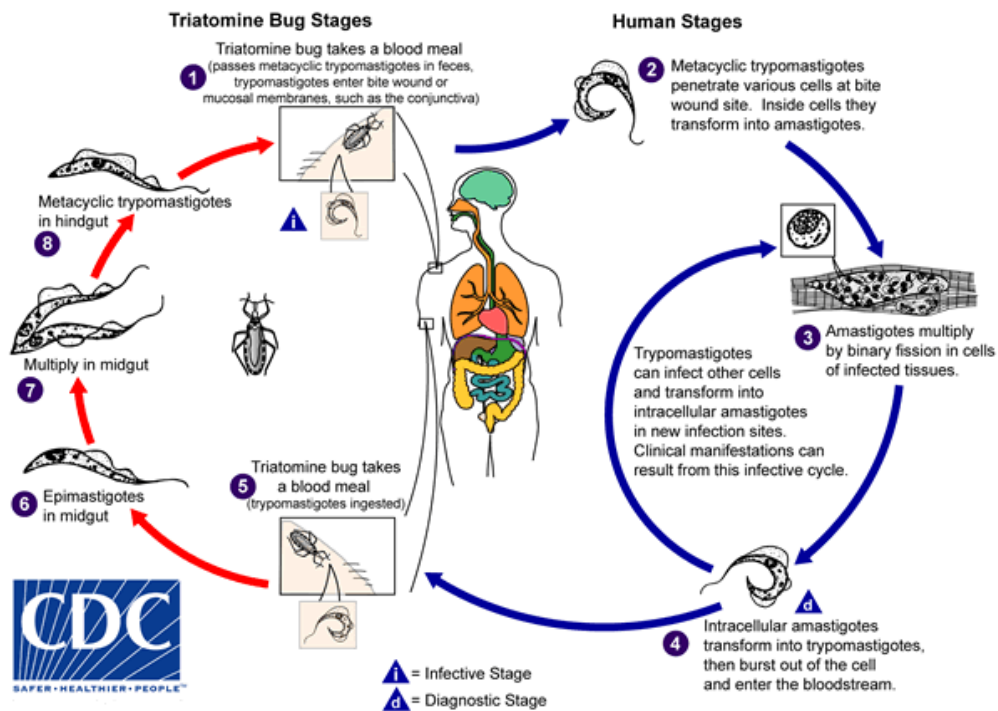 Triatomine Bug Stages
Human Stages
1
Triatomine bug takes a blood meal
(passes metacyclic trypomastigotes in feces,
trypomastigotes enter bite wound or
mucosal membranes, such as the conjunctiva)
i
2
Metacyclic trypomastigotes
penetrate various cells at bite
wound site. Inside cells they
transform into amastigotes.
3
Amastigotes multiply
by binary fission in cells
of infected tissues.
Trypomastigotes
can infect other cells
and transform into
intracellular amastigotes
in new infection sites.
Clinical manifestations can
result from this infective cycle.
d
4
Intracellular amastigotes
transform into trypomastigotes,
then burst out of the cell
and enter the bloodstream.
5
Triatomine bug takes
a blood meal
(trypomastigotes ingested)
6
Epimastigotes
in midgut
Multiply in midgut
7
Metacyclic trypomastigotes
in hindgut
8
CDC
SAFER•HEALTHIER•PEOPLE™
i = Infective Stage
d = Diagnostic Stage